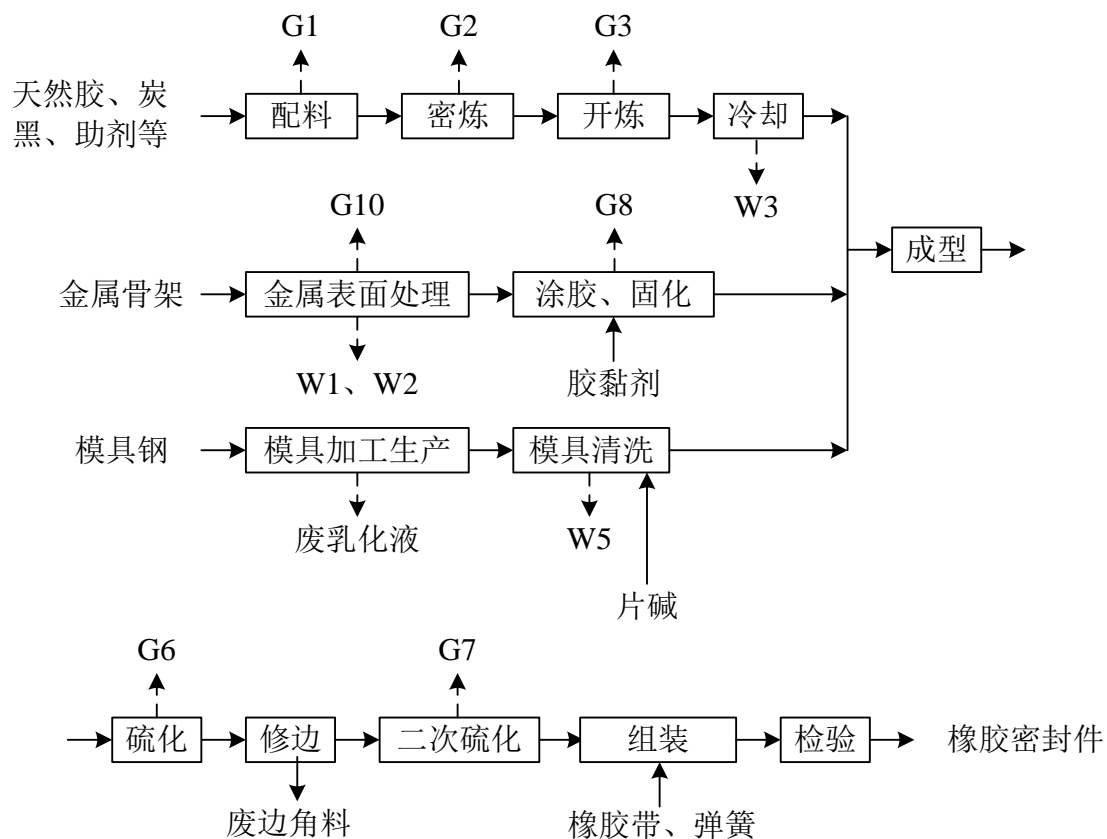 G1
G2
G3
天然胶、炭
黑、助剂等
配料
密炼
开炼
冷却
W3
G10
G8
成型
金属骨架
金属表面处理
涂胶、固化
W1、W2
胶黏剂
模具钢
模具加工生产
模具清洗
废乳化液
W5
片碱
G6
G7
硫化
修边
二次硫化
组装
检验
橡胶密封件
废边角料
橡胶带、弹簧